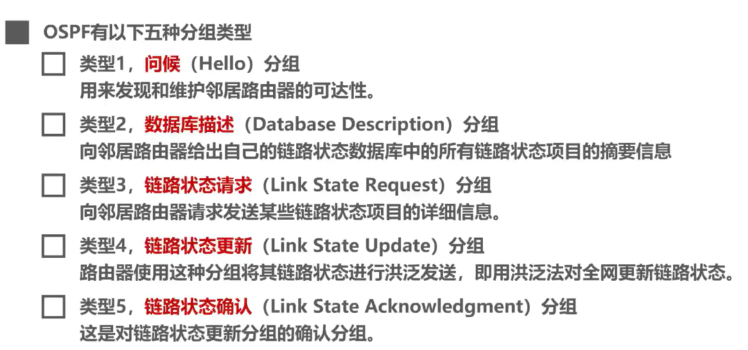 OSPF有以下五种分组类型
类型1，问候（Hello）分组
用来发现和维护邻居路由器的可达性。
类型2，数据库描述（Database Description）分组
向邻居路由器给出自己的链路状态数据库中的所有链路状态项目的摘要信息
类型3，链路状态请求（Link State Request）分组
向邻居路由器请求发送某些链路状态项目的详细信息。
类型4，链路状态更新（Link State Update）分组
路由器使用这种分组将其链路状态进行洪泛发送，即用洪泛法对全网更新链路状态。
类型5，链路状态确认（Link State Acknowledgment）分组
这是对链路状态更新分组的确认分组。